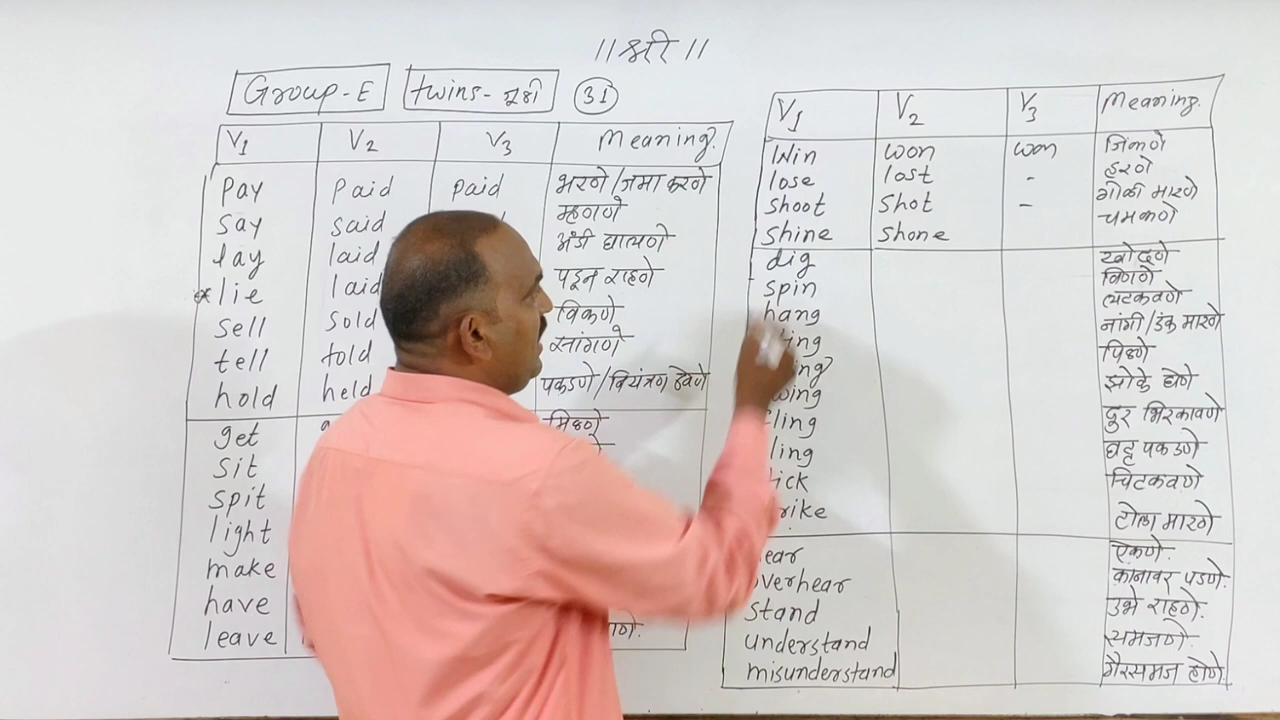 ॥ श्री ॥
Group-E twins- जुळी 31
V1 V2 V3 Meaning.
pay paid paid भरणे/जमा करणे
say said म्हणणे
lay laid अंडी घालणे
lie laid पडून राहणे
sell sold विकणे
tell told सांगणे
hold held पकडणे/नियंत्रण ठेवणे
get मिळणे
sit
spit
light
make
have
leave
V1 V2 V3 Meaning.
Win won won जिंकणे
lose lost - हरणे
shoot shot - गोळी मारणे
shine shone चमकणे
dig खोदणे
spin विणणे
hang लटकवणे
नांगी/डंक मारणे
पिळणे
झोके घेणे
दुर भिरकावणे
घट्ट पकडणे
चिटकवणे
टोला मारणे
ऐकणे.
overhear कानावर पडणे.
stand उभे राहणे.
understand समजणे.
misunderstand गैरसमज होणे.